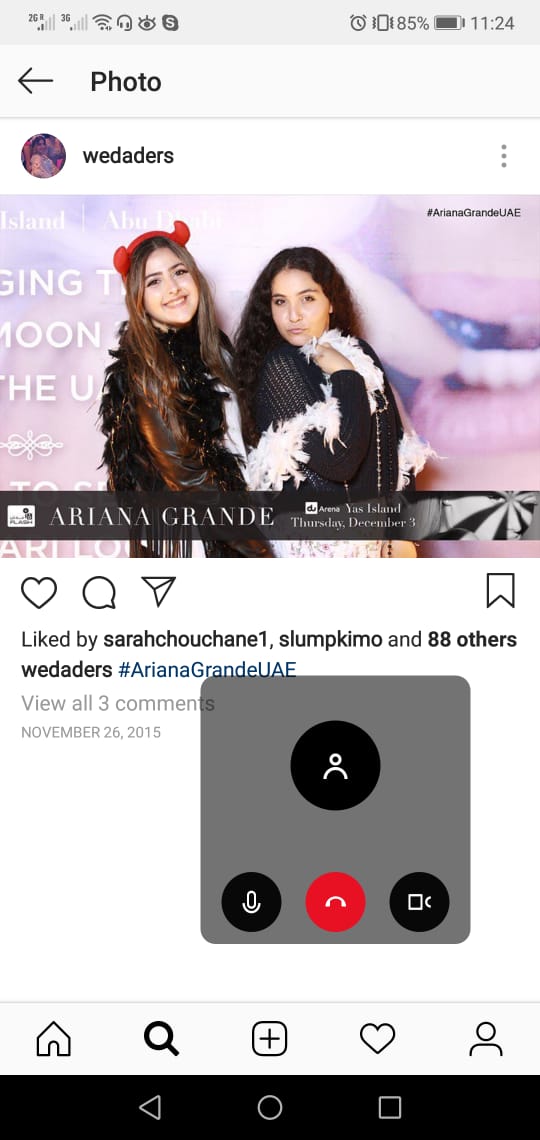 2G R 3G 85% 11:24
Photo
wedaders
Island | Abu Dhabi
#ArianaGrandeUAE
GING T
MOON
THE U
TO S
FLASH ARIANA GRANDE
du Arena Yas Island
Thursday, December 3
ARI LO
Liked by sarahchouchane1, slumpkimo and 88 others
wedaders #ArianaGrandeUAE
View all 3 comments
NOVEMBER 26, 2015